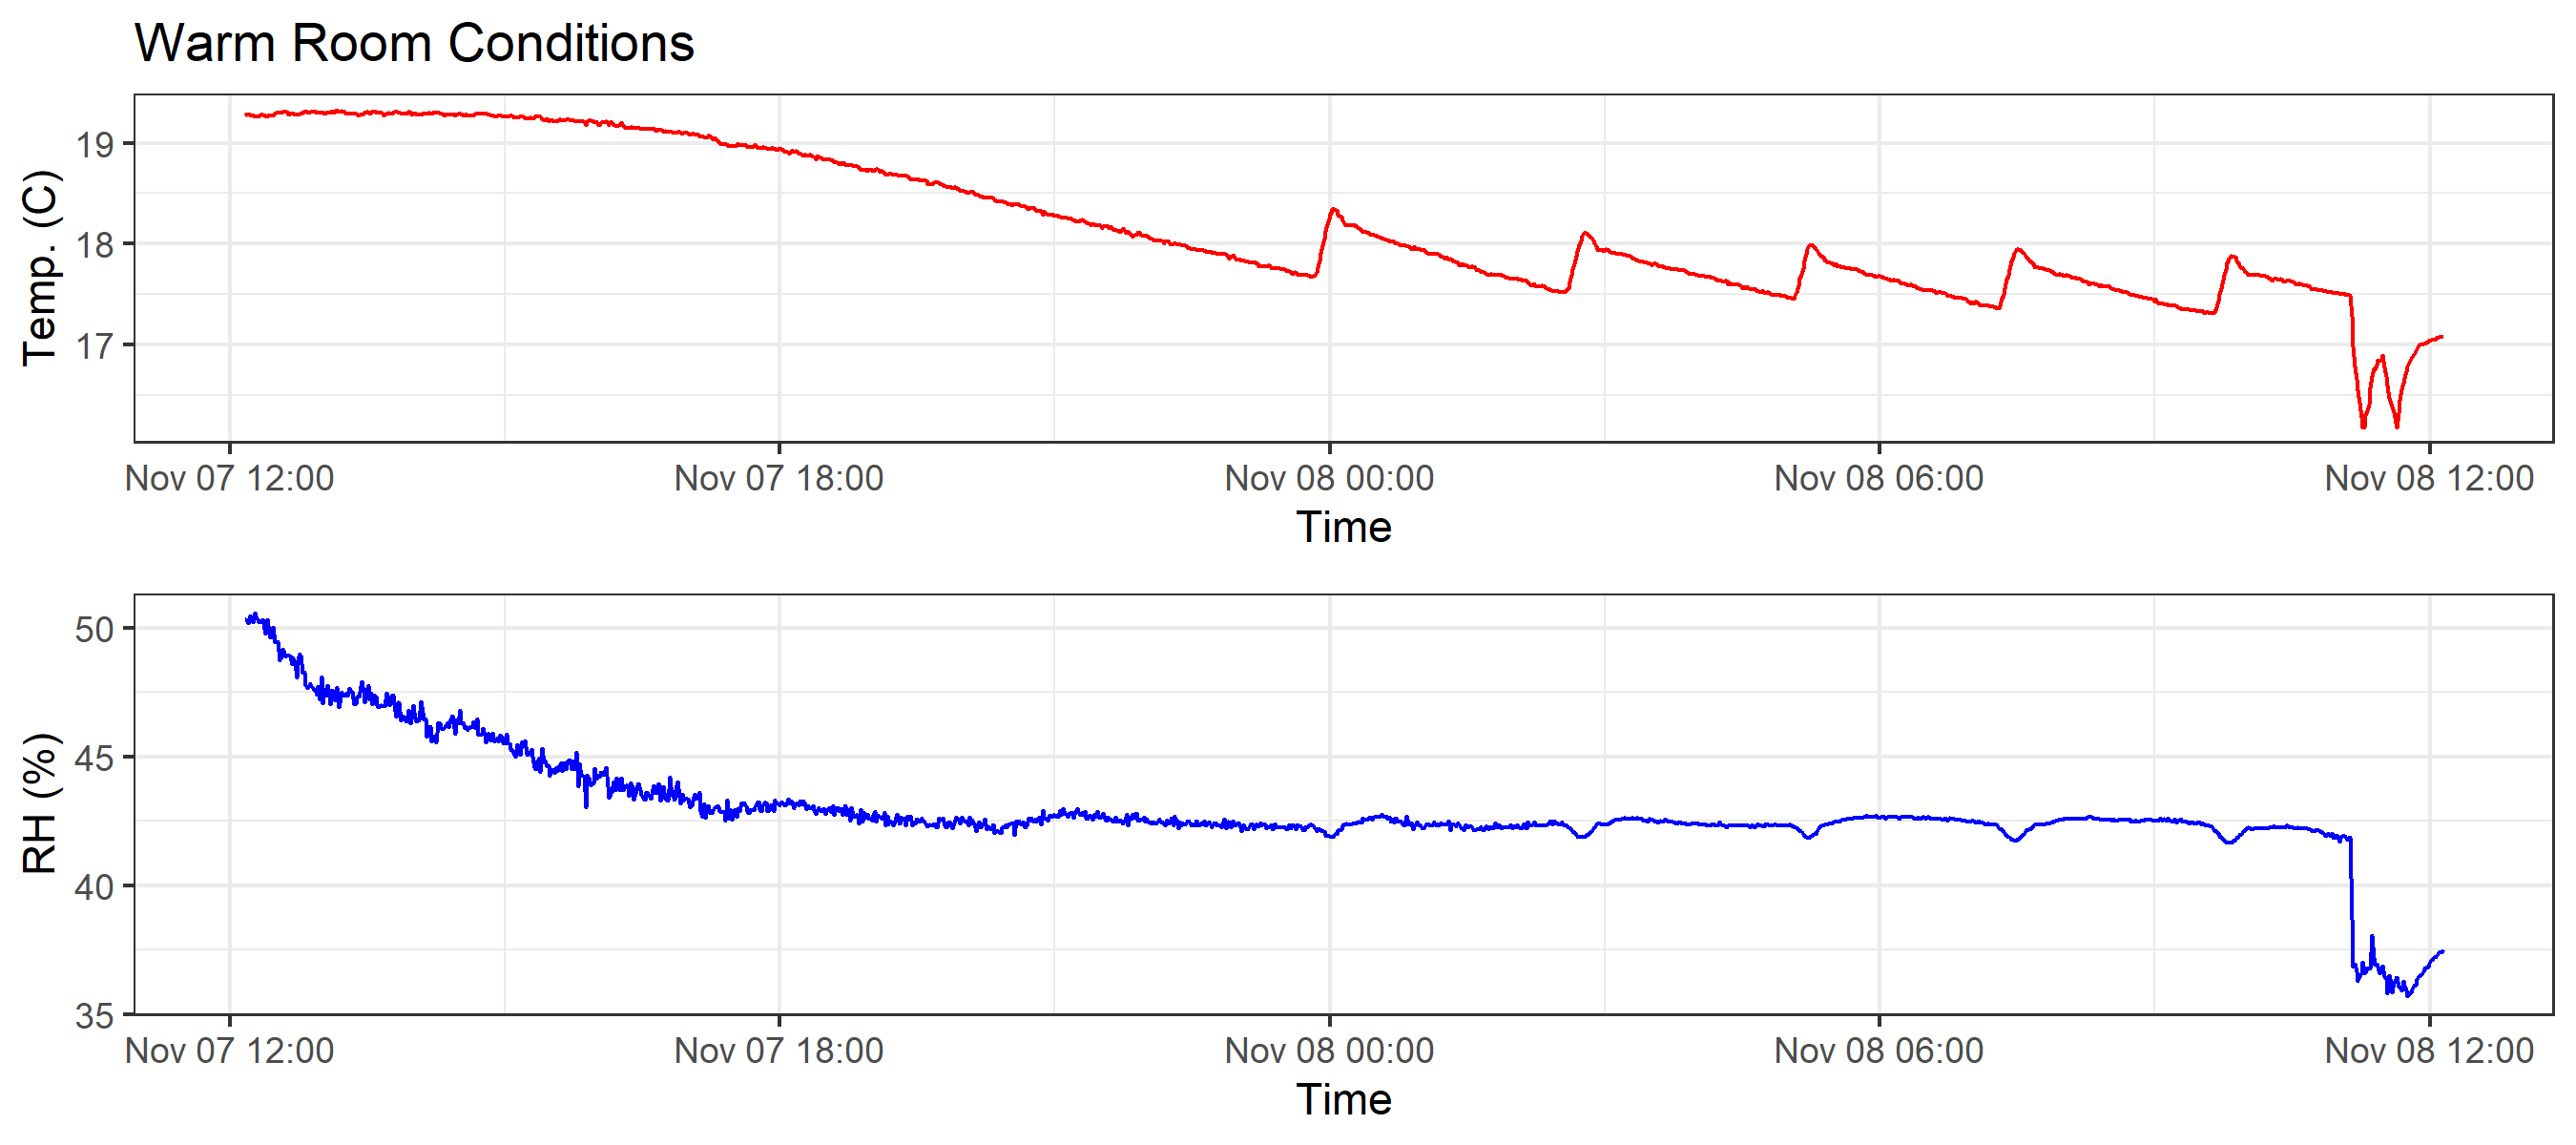 Warm Room Conditions
Temp. (C)
19
18
17
Nov 07 12:00 Nov 07 18:00 Nov 08 00:00 Nov 08 06:00 Nov 08 12:00
Time
RH (%)
50
45
40
35
Nov 07 12:00 Nov 07 18:00 Nov 08 00:00 Nov 08 06:00 Nov 08 12:00
Time